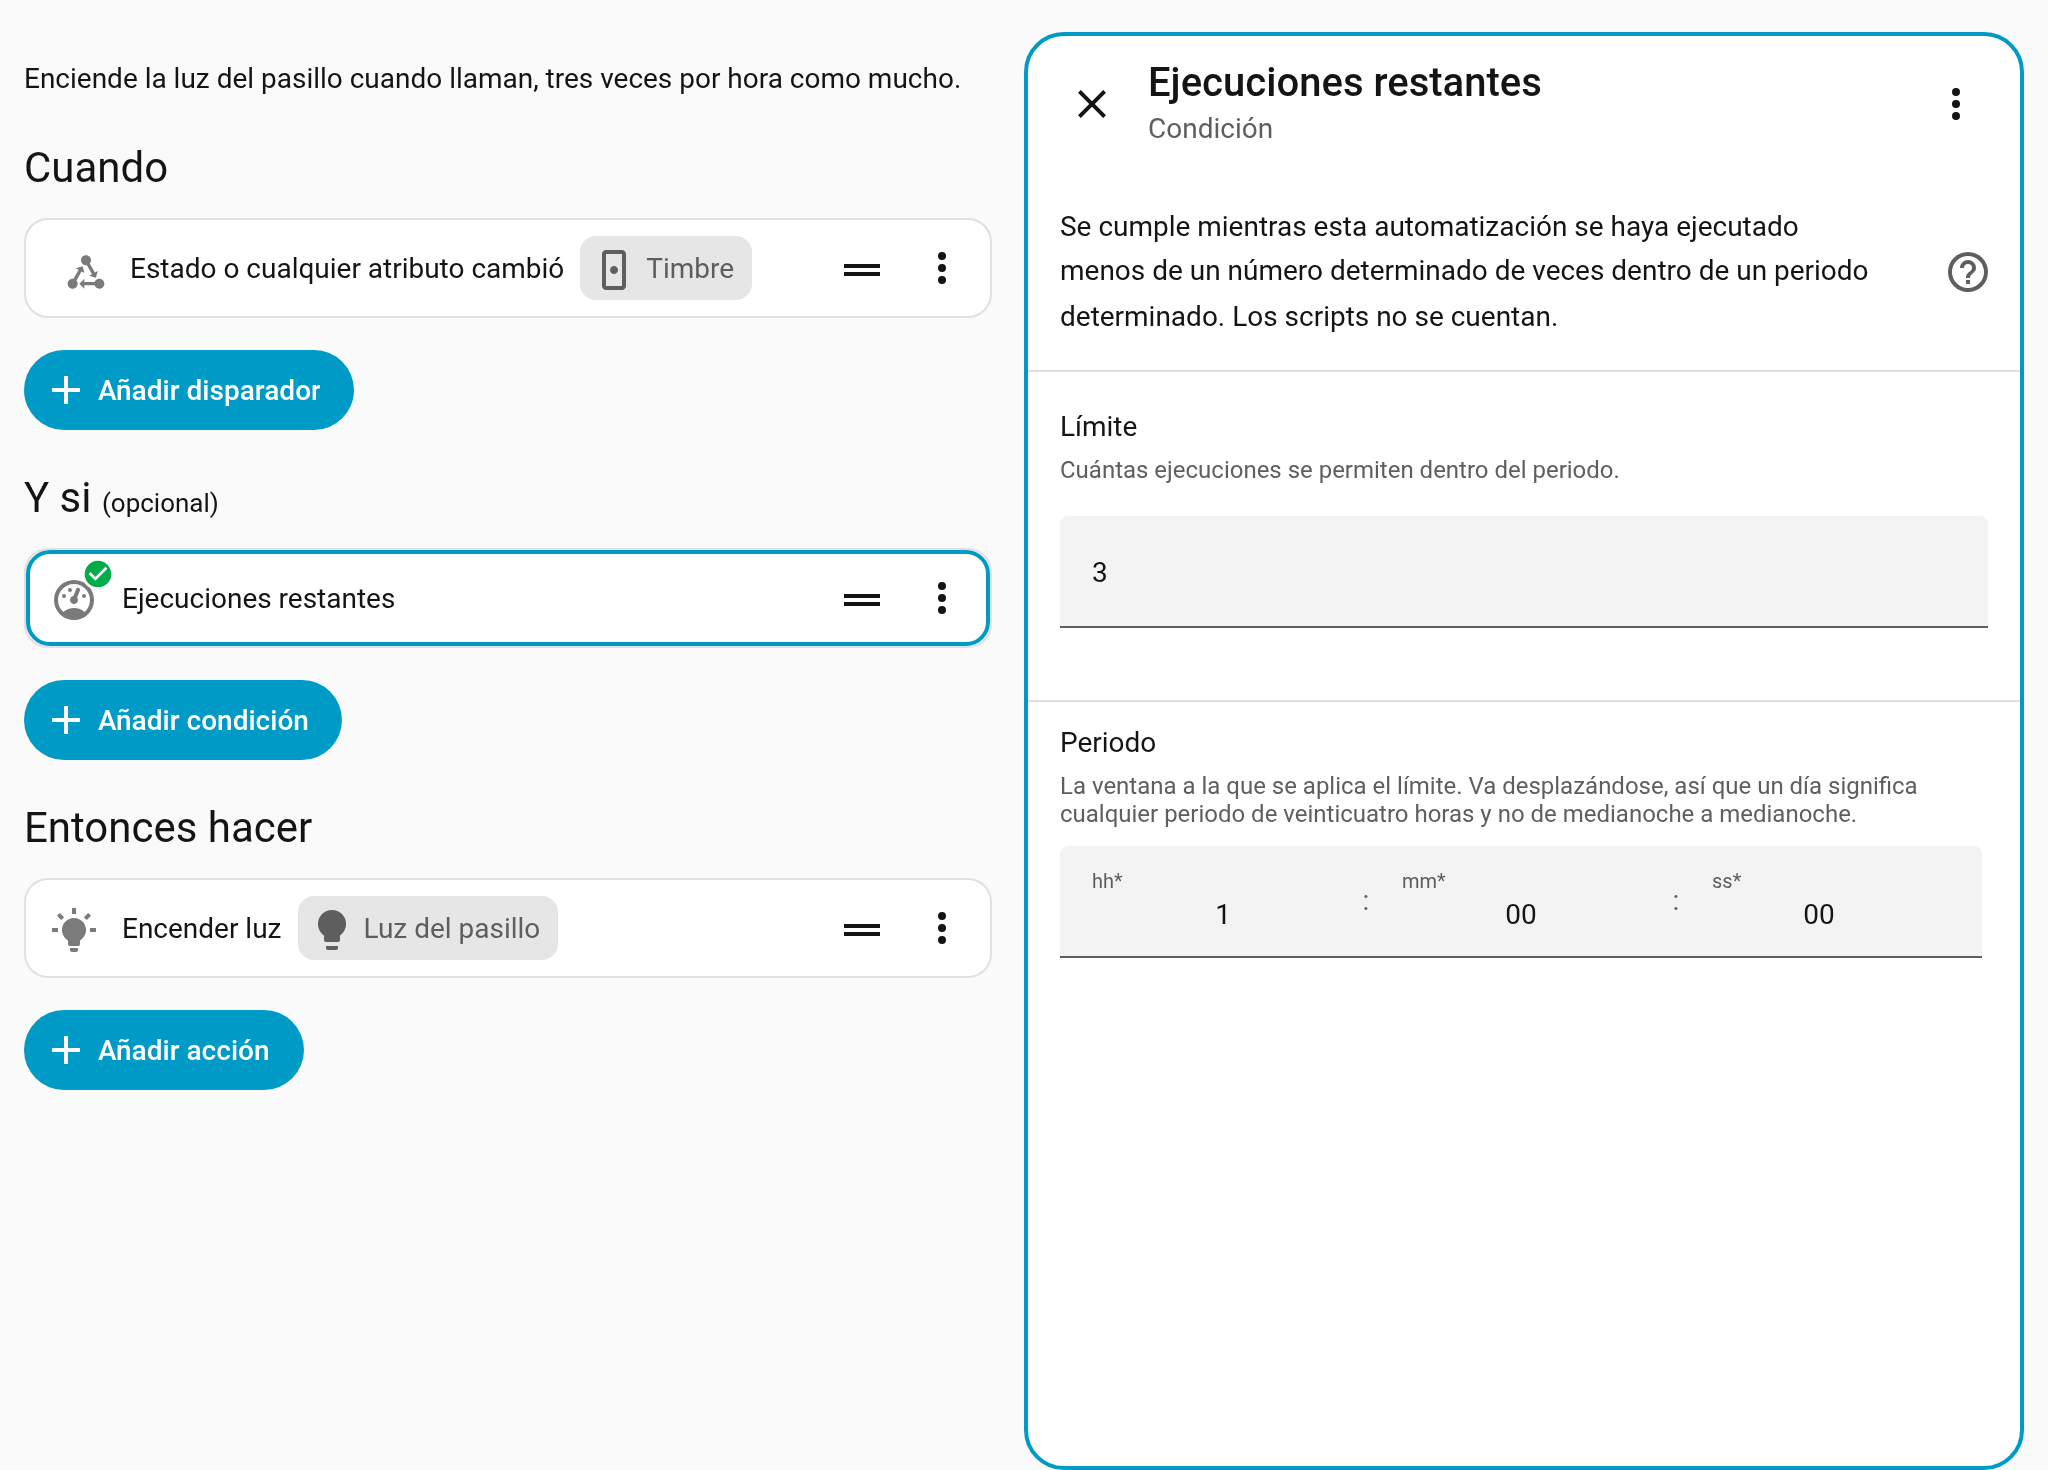 Enciende la luz del pasillo cuando llaman, tres veces por hora como mucho.
Cuando
Estado o cualquier atributo cambió Timbre
Añadir disparador
Y si (opcional)
Ejecuciones restantes
Añadir condición
Entonces hacer
Encender luz Luz del pasillo
Añadir acción
Ejecuciones restantes
Condición
Se cumple mientras esta automatización se haya ejecutado
menos de un número determinado de veces dentro de un periodo
determinado. Los scripts no se cuentan.
Límite
Cuántas ejecuciones se permiten dentro del periodo.
3
Periodo
La ventana a la que se aplica el límite. Va desplazándose, así que un día significa
cualquier periodo de veinticuatro horas y no de medianoche a medianoche.
hh* mm* ss*
1 : 00 : 00